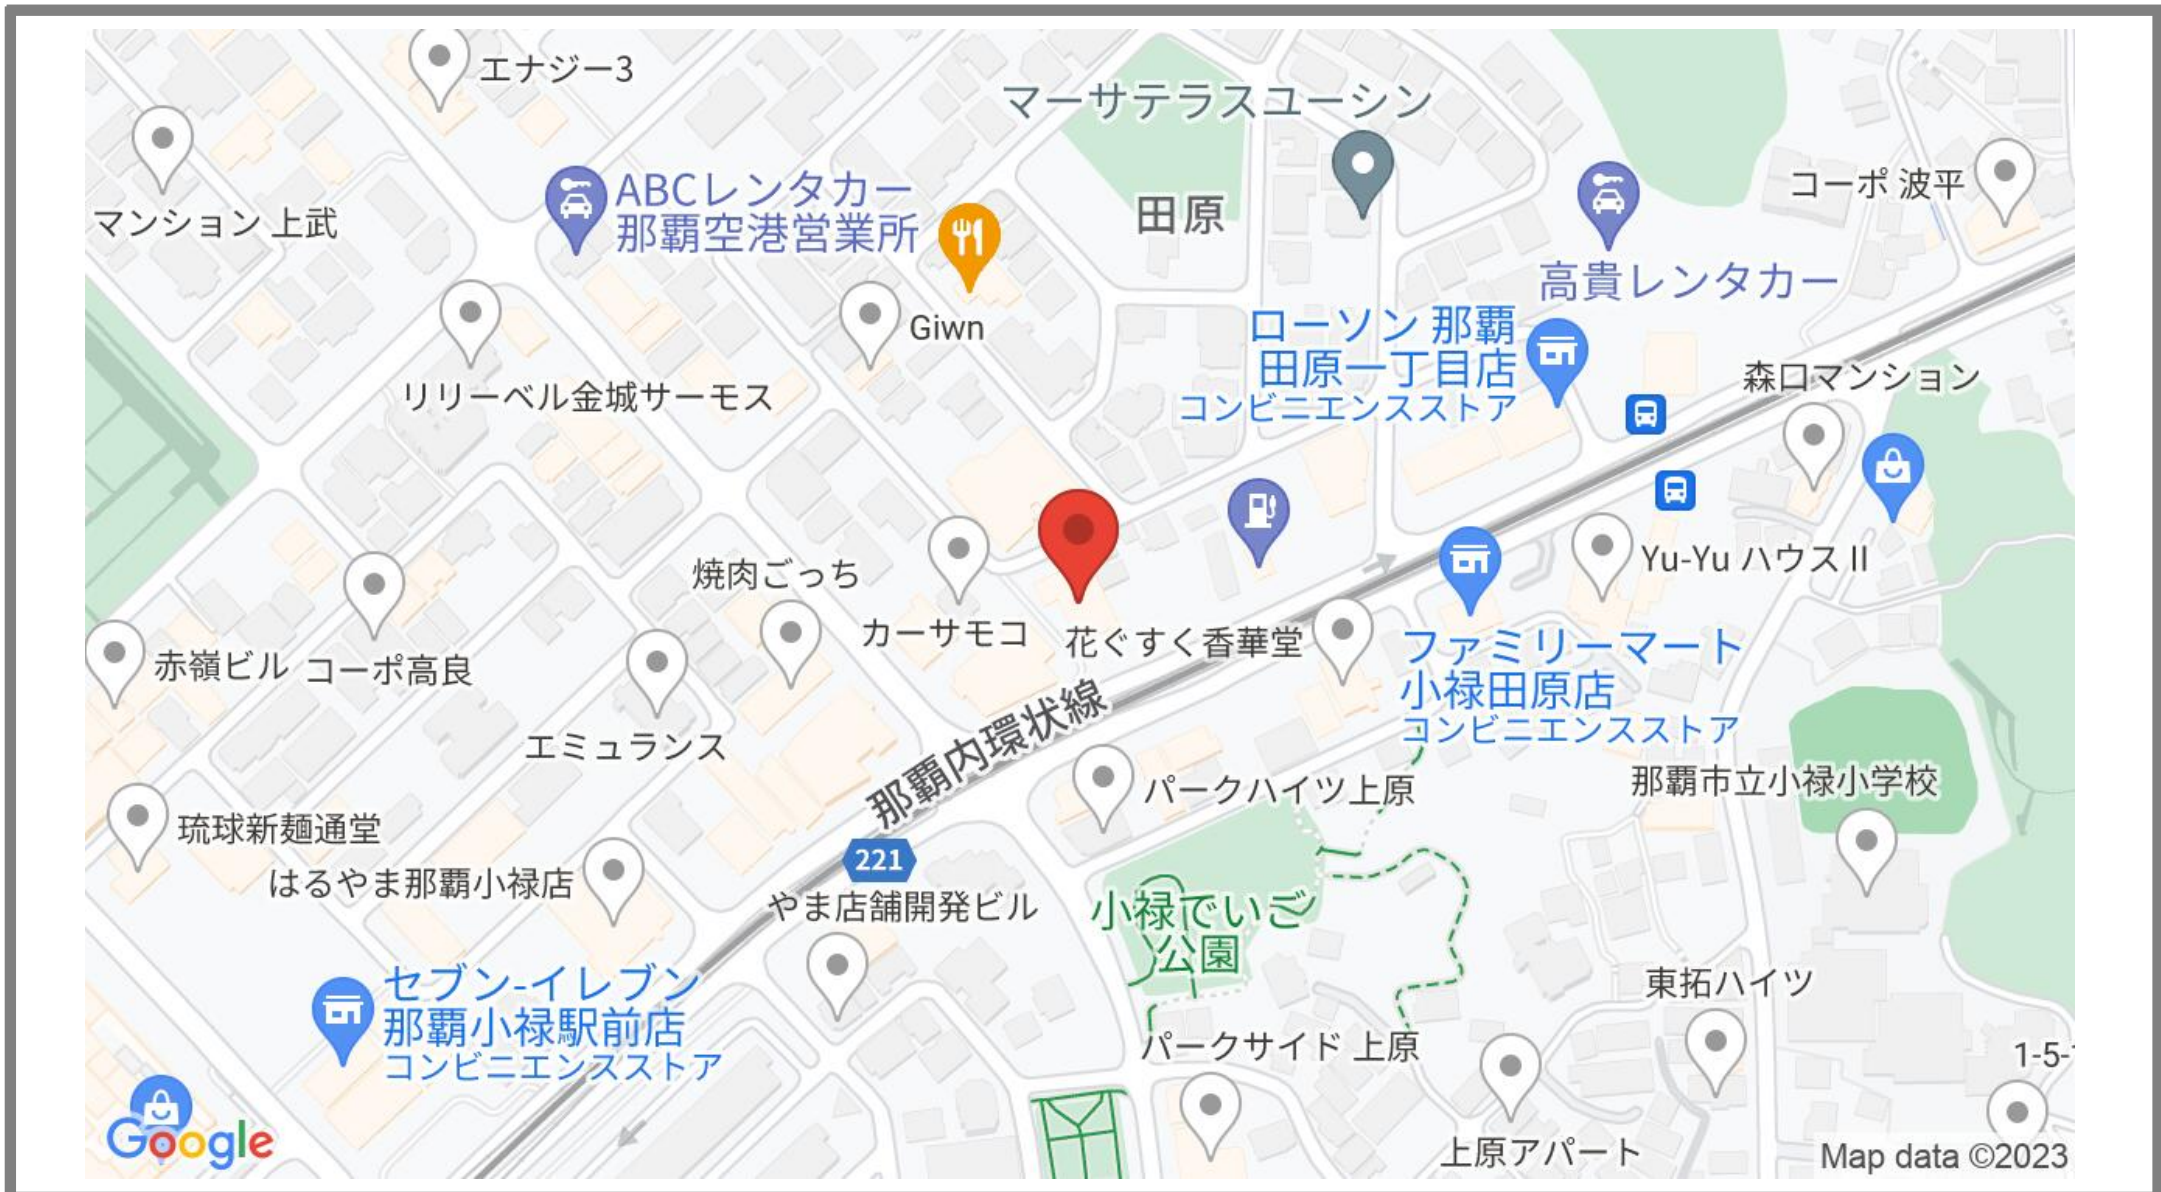 エナジー3
マーサテラスユーシン
マンション 上武
ABCレンタカー
那覇空港営業所
田原
コーポ 波平
高貴レンタカー
Giwn
ローソン 那覇
田原一丁目店
コンビニエンスストア
リリーベル金城サーモス
森口マンション
焼肉ごっち
カーサモコ
花ぐすく香華堂
Yu-Yu ハウス II
ファミリーマート
小禄田原店
コンビニエンスストア
赤嶺ビル
コーポ高良
エミュランス
那覇内環状線
パークハイツ上原
那覇市立小禄小学校
琉球新麺通堂
はるやま那覇小禄店
221
やま店舗開発ビル
小禄でいご
公園
セブン-イレブン
那覇小禄駅前店
コンビニエンスストア
東拓ハイツ
パークサイド 上原
1-5-
上原アパート
Google
Map data ©2023